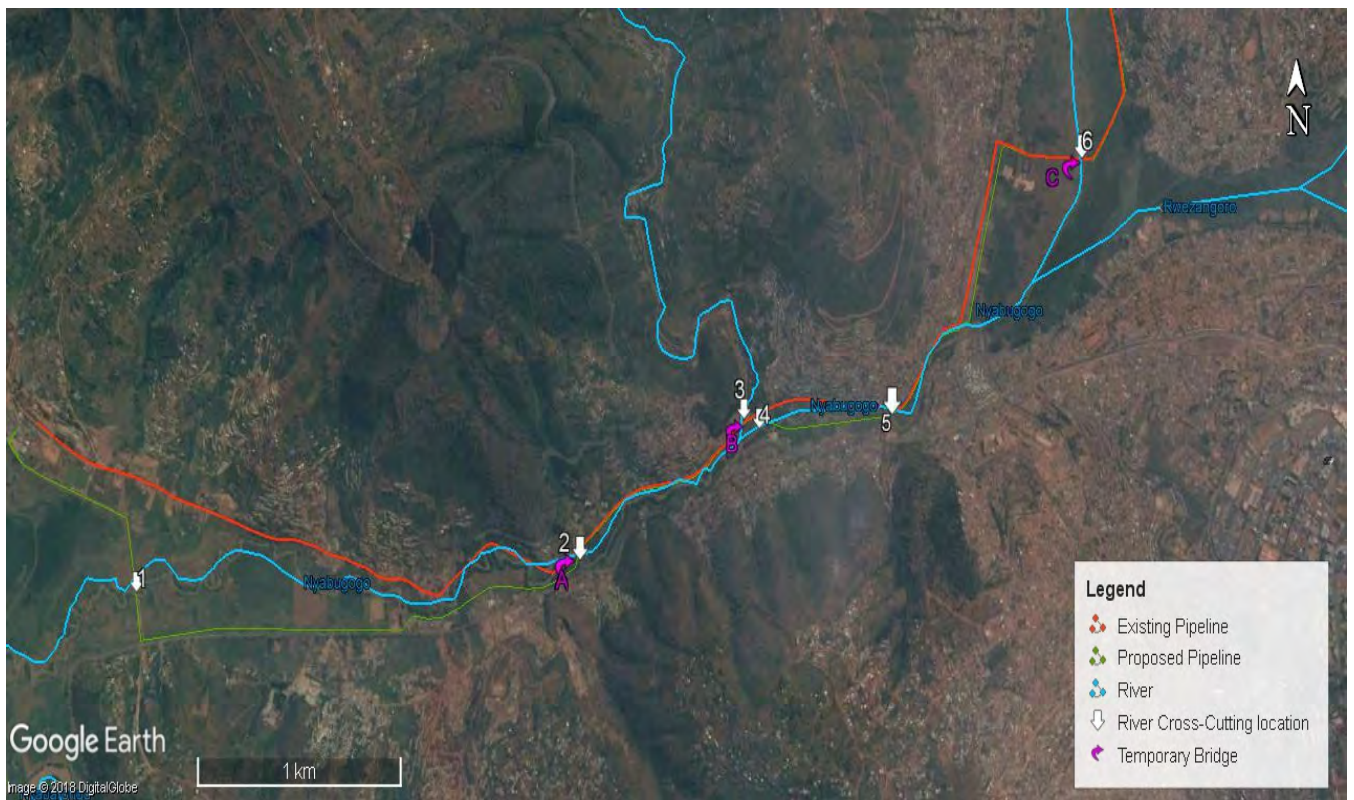 6
N
C
Rwezangoro
Nyabugogo
3
4
Nyabugogo
5
B
2
A
1
Nyabugogo
Legend
Existing Pipeline
Proposed Pipeline
River
River Cross-Cutting location
Temporary Bridge
Google Earth
1 km
Image © 2018 DigitalGlobe